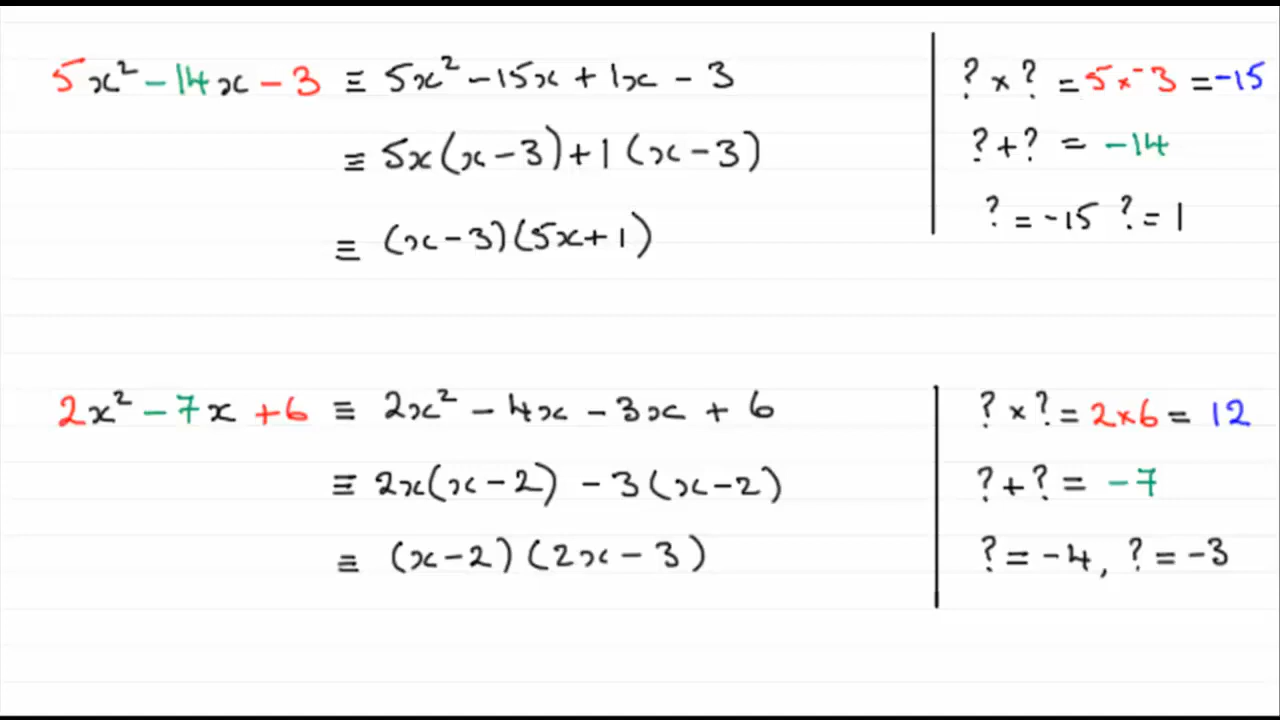 5x² - 14x - 3 ≡ 5x² - 15x + 1x - 3
≡ 5x(x - 3) + 1(x - 3)
≡ (x - 3)(5x + 1)
? × ? = 5 × -3 = -15
? + ? = -14
? = -15 ? = 1
2x² - 7x + 6 ≡ 2x² - 4x - 3x + 6
≡ 2x(x - 2) - 3(x - 2)
≡ (x - 2)(2x - 3)
? × ? = 2 × 6 = 12
? + ? = -7
? = -4, ? = -3